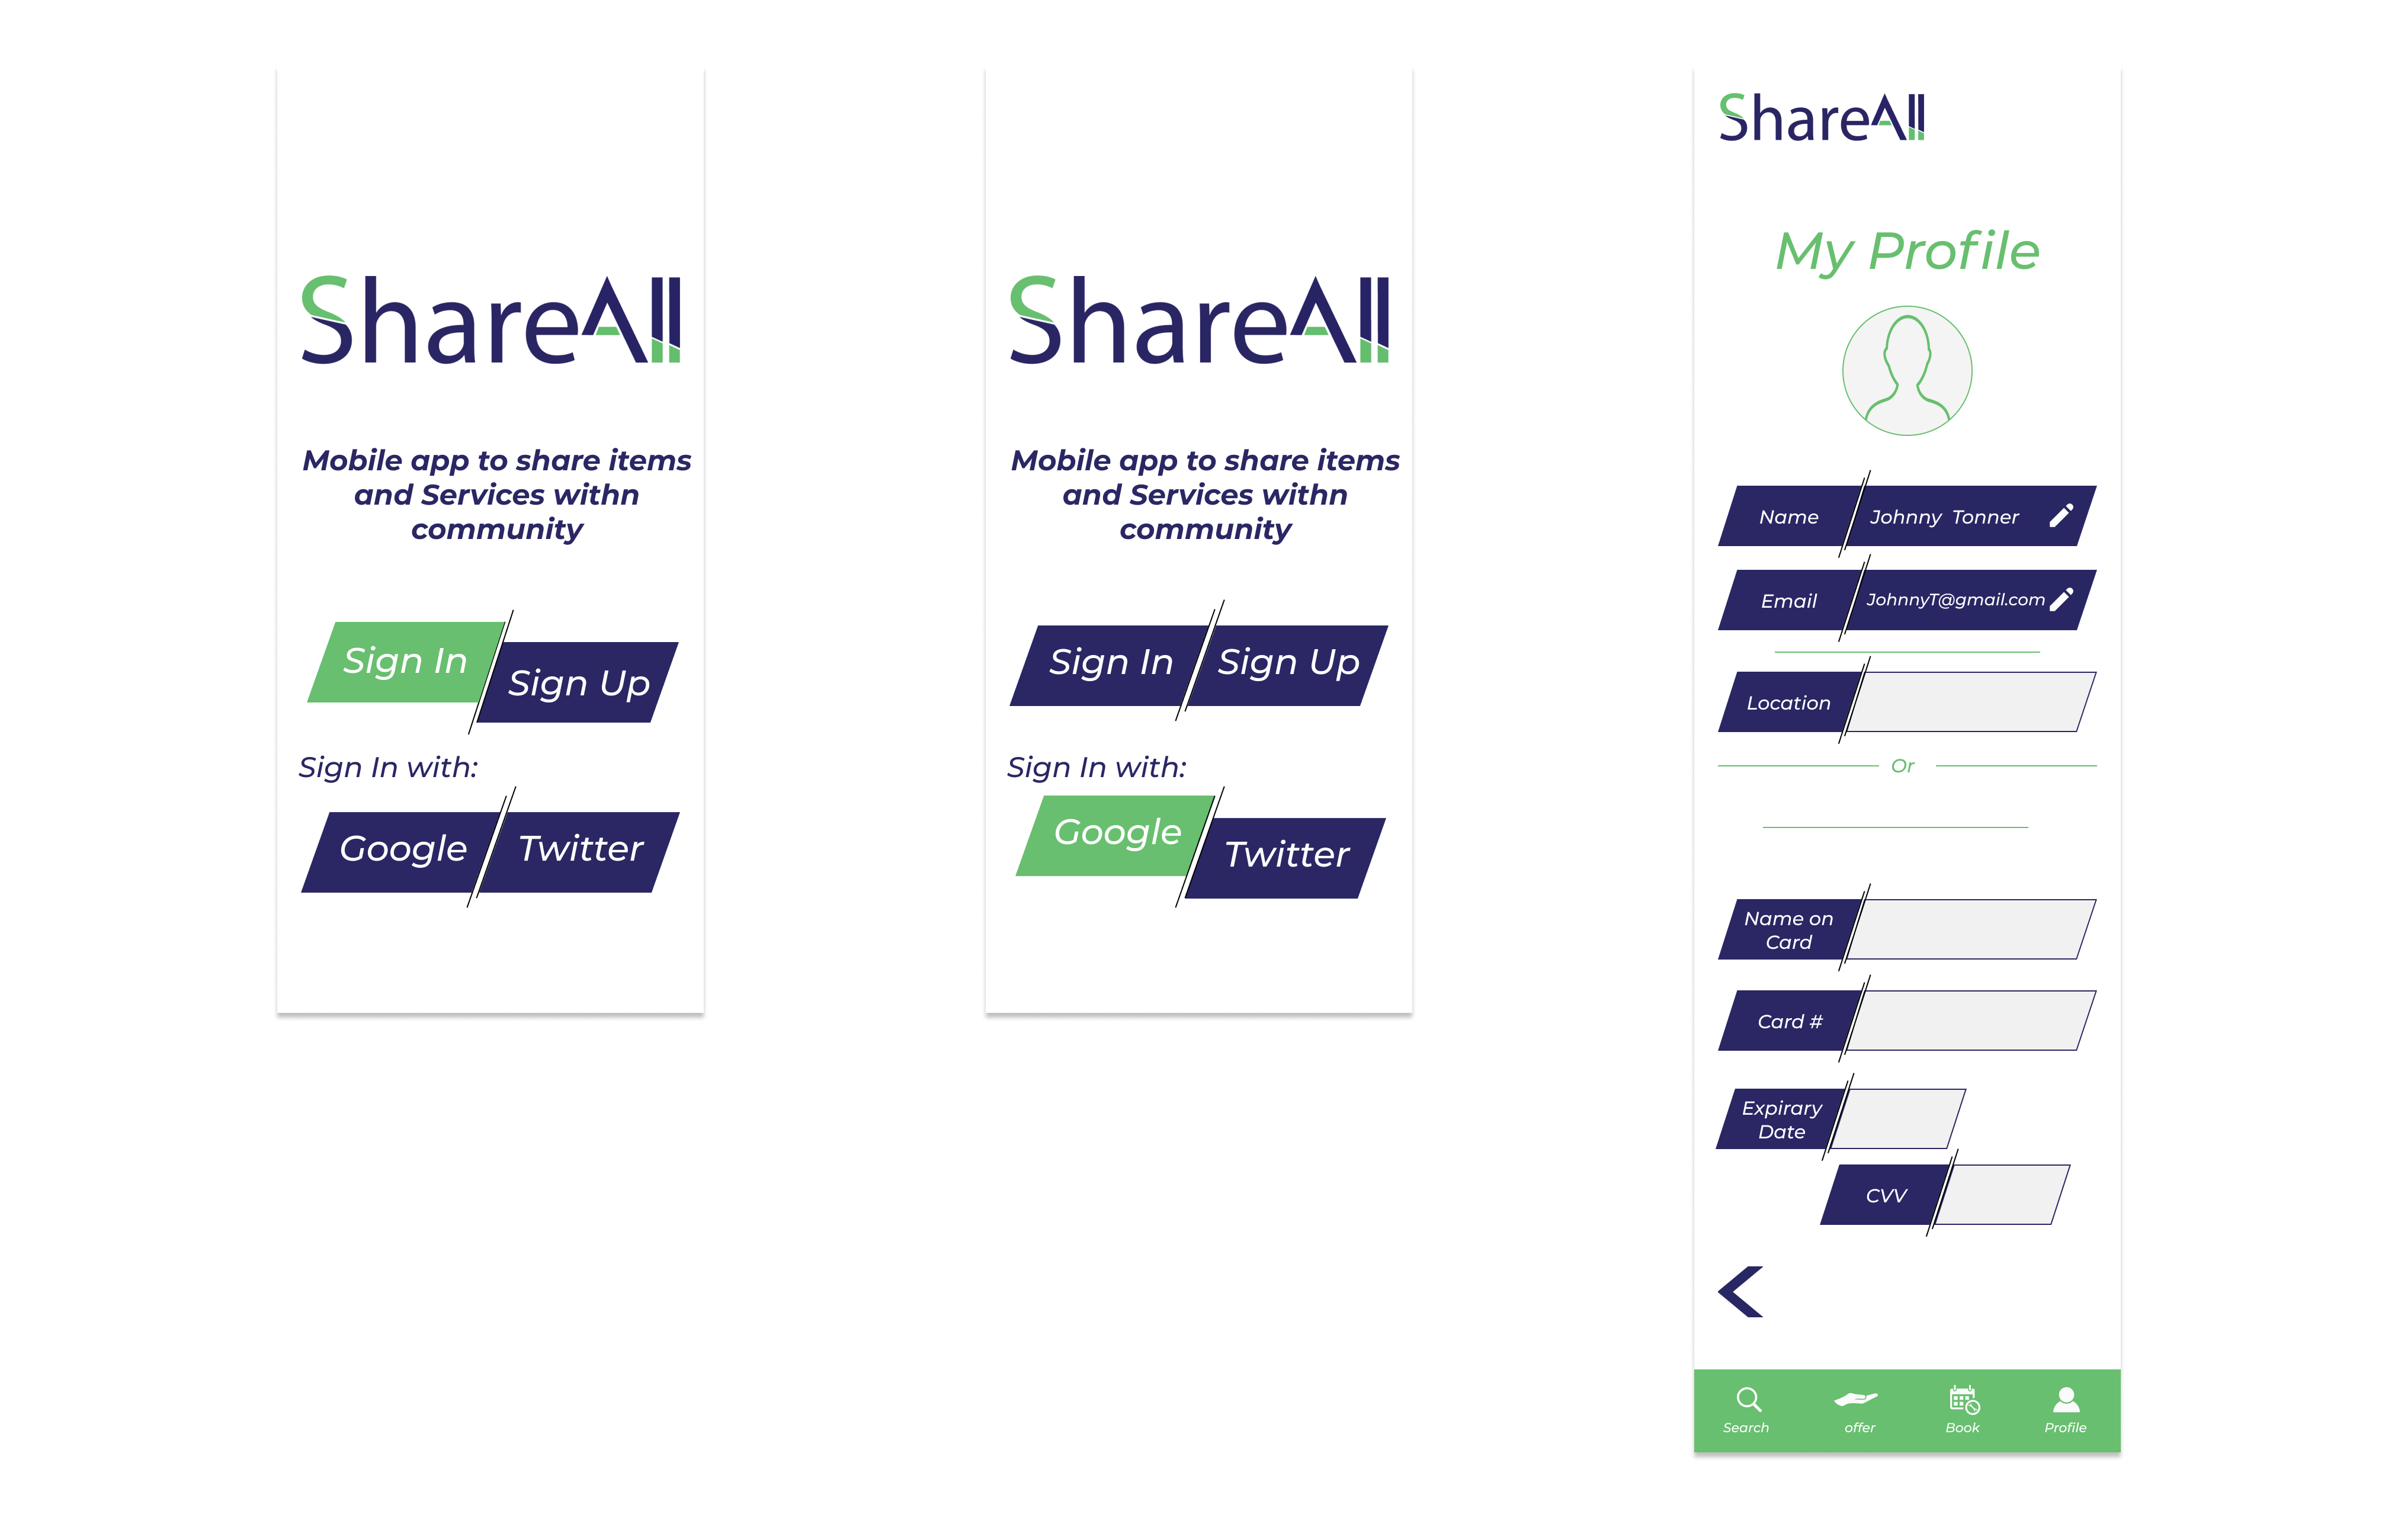 ShareAll
Mobile app to share items
and Services withn
community
Sign In
Sign Up
Sign In with:
Google
Twitter
ShareAll
Mobile app to share items
and Services withn
community
Sign In
Sign Up
Sign In with:
Google
Twitter
ShareAll
My Profile
Name
Johnny Tonner
Email
JohnnyT@gmail.com
Location
Or
Name on
Card
Card #
Expirary
Date
CVV
Search
offer
Book
Profile